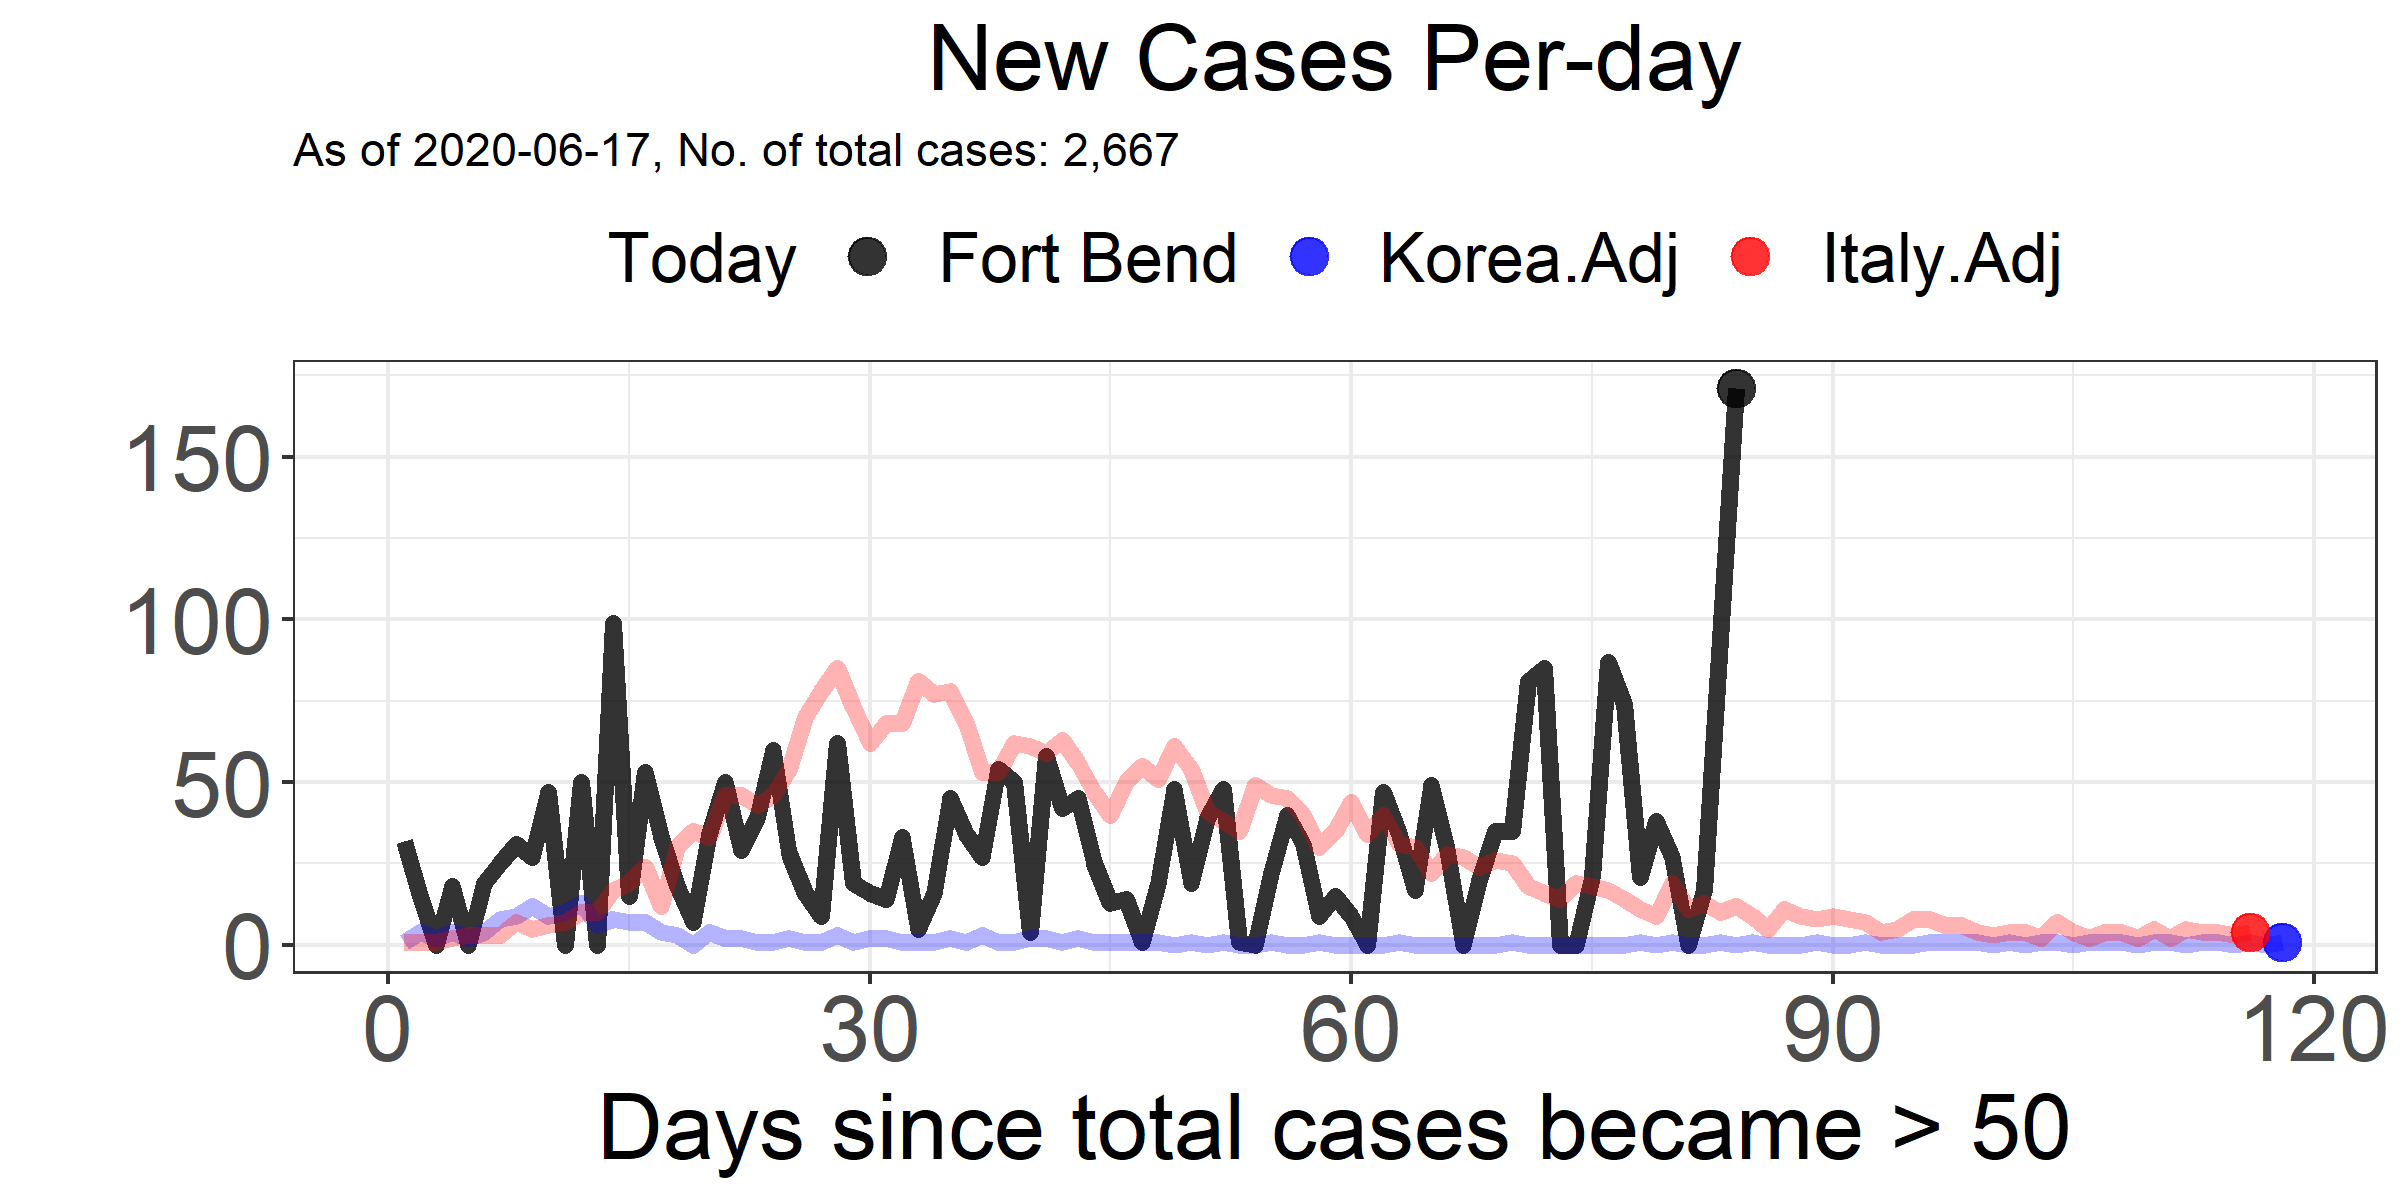 New Cases Per-day
As of 2020-06-17, No. of total cases: 2,667
Today Fort Bend Korea.Adj Italy.Adj
150
100
50
0
0 30 60 90 120
Days since total cases became > 50